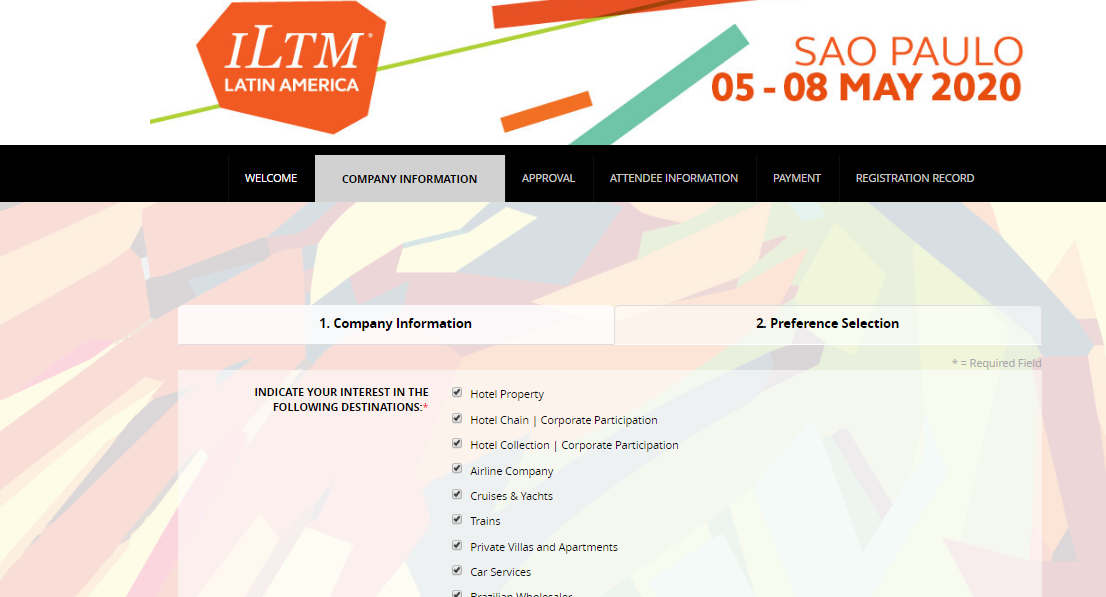 ILTM®
LATIN AMERICA
SAO PAULO
05 - 08 MAY 2020
WELCOME
COMPANY INFORMATION
APPROVAL
ATTENDEE INFORMATION
PAYMENT
REGISTRATION RECORD
1. Company Information
2. Preference Selection
* = Required Field
INDICATE YOUR INTEREST IN THE
FOLLOWING DESTINATIONS:*
Hotel Property
Hotel Chain | Corporate Participation
Hotel Collection | Corporate Participation
Airline Company
Cruises & Yachts
Trains
Private Villas and Apartments
Car Services
Brazilian Wholesaler